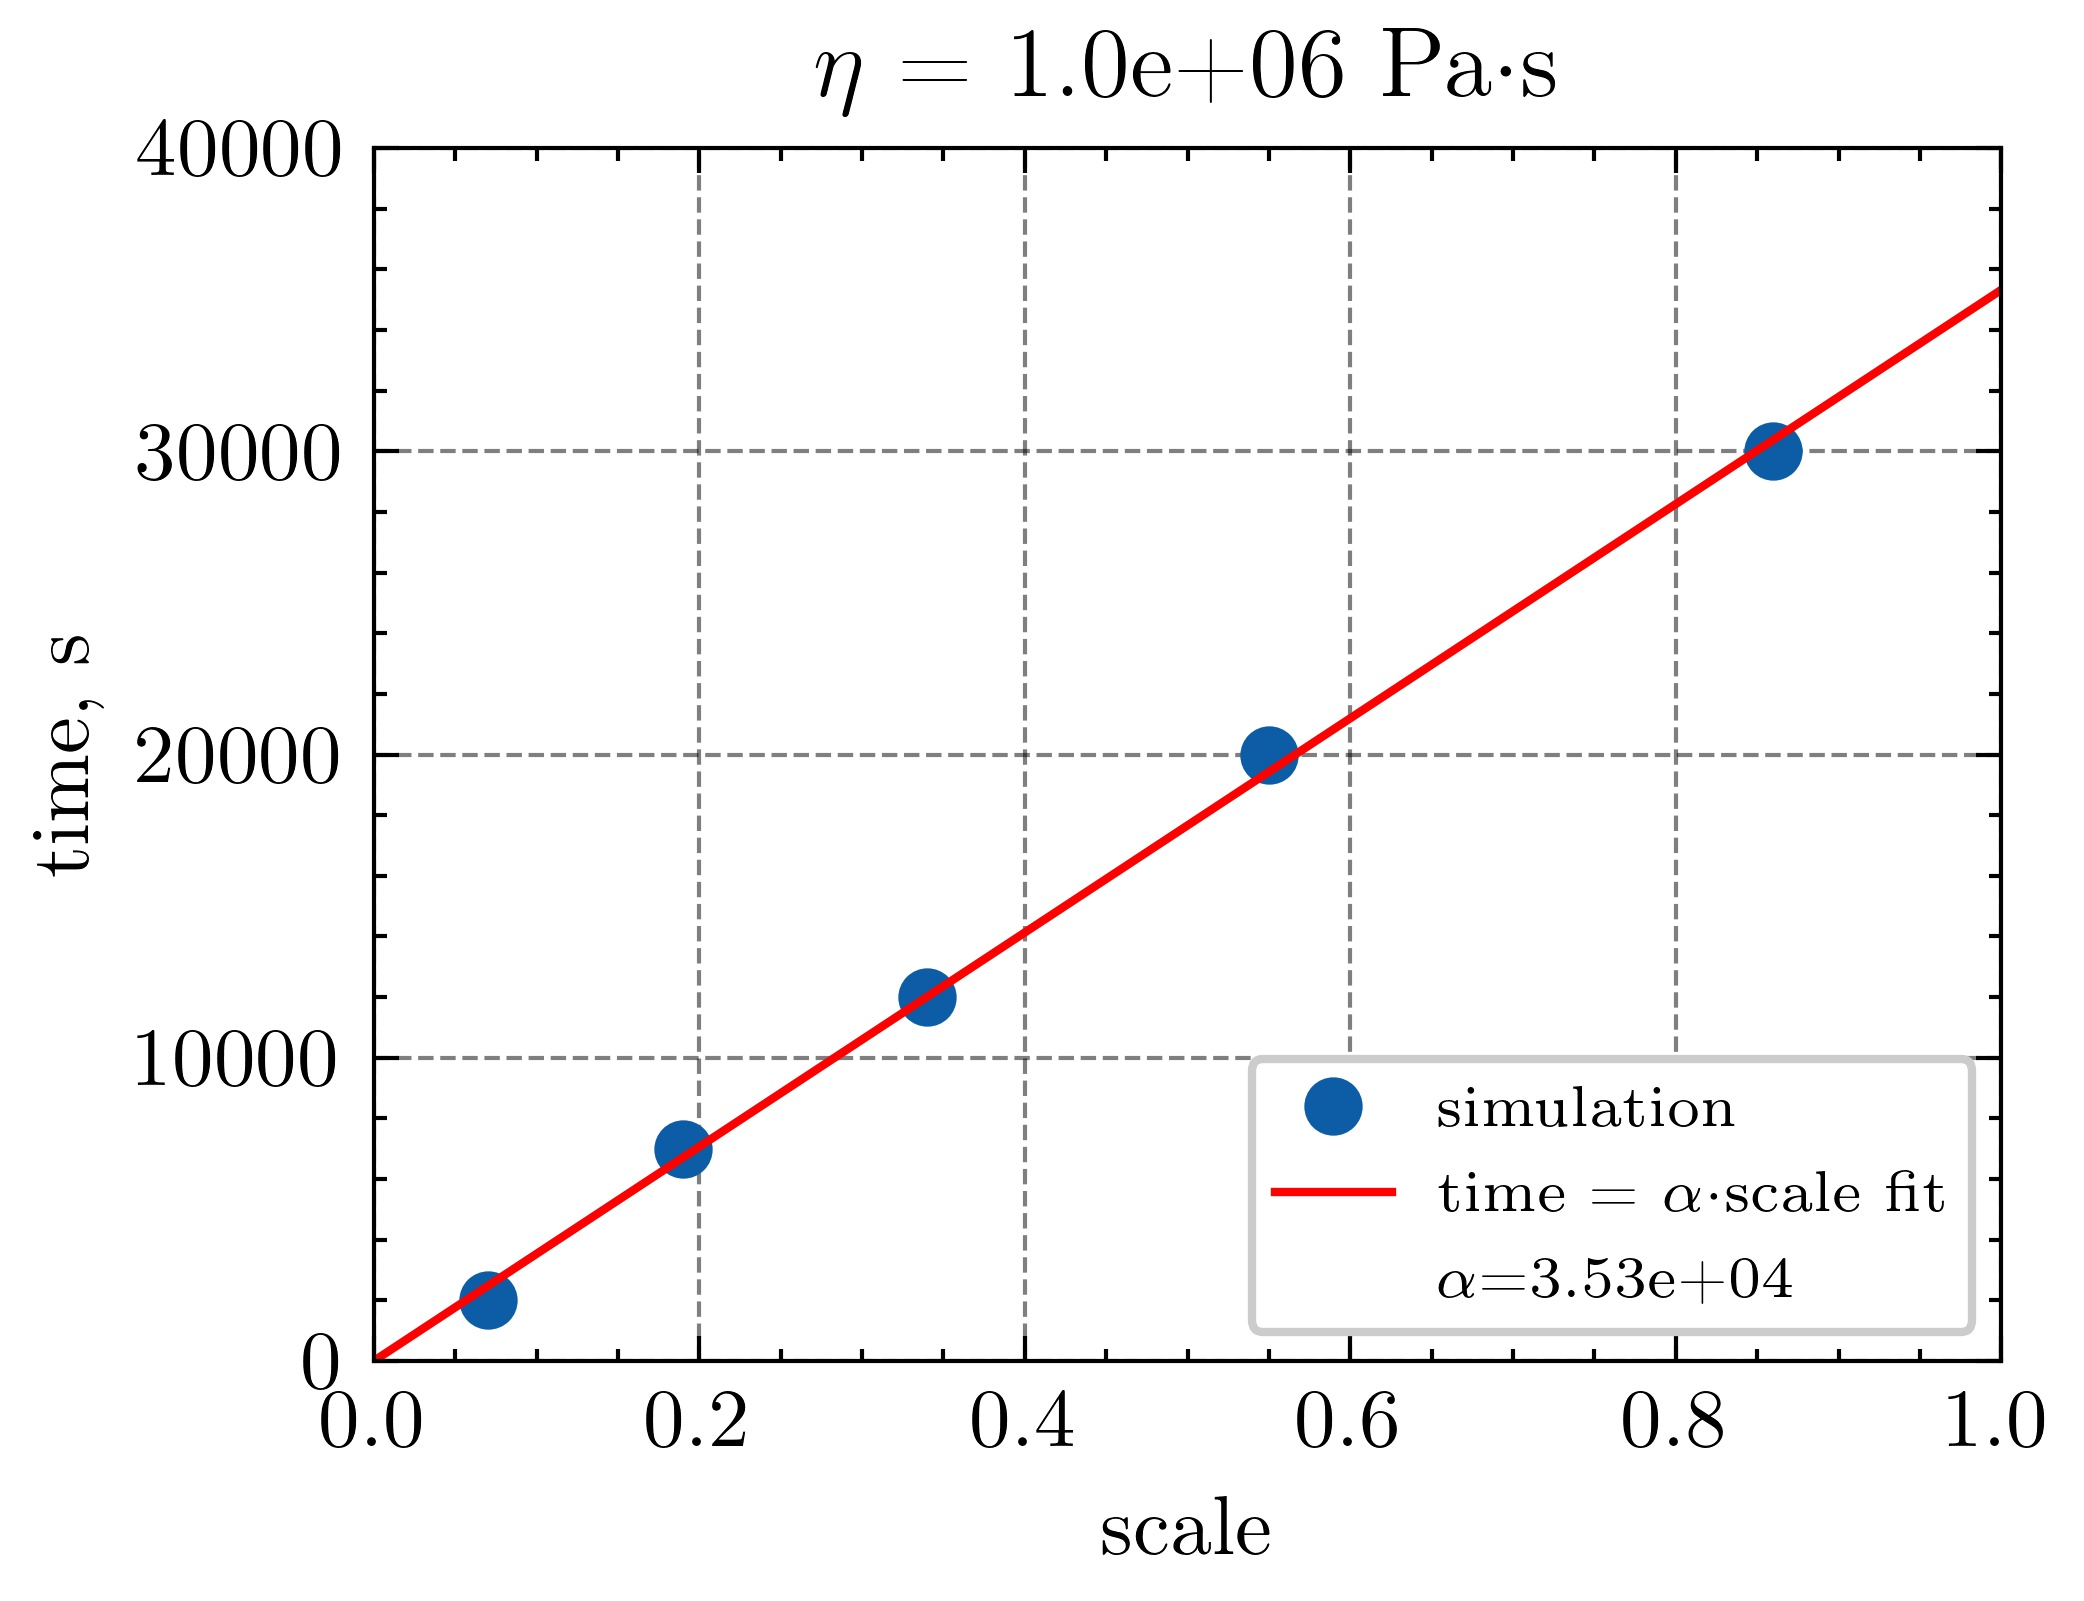 η = 1.0e+06 Pa·s
40000
30000
20000
10000
0
time, s
0.0 0.2 0.4 0.6 0.8 1.0
scale
simulation
time = α·scale fit
α=3.53e+04